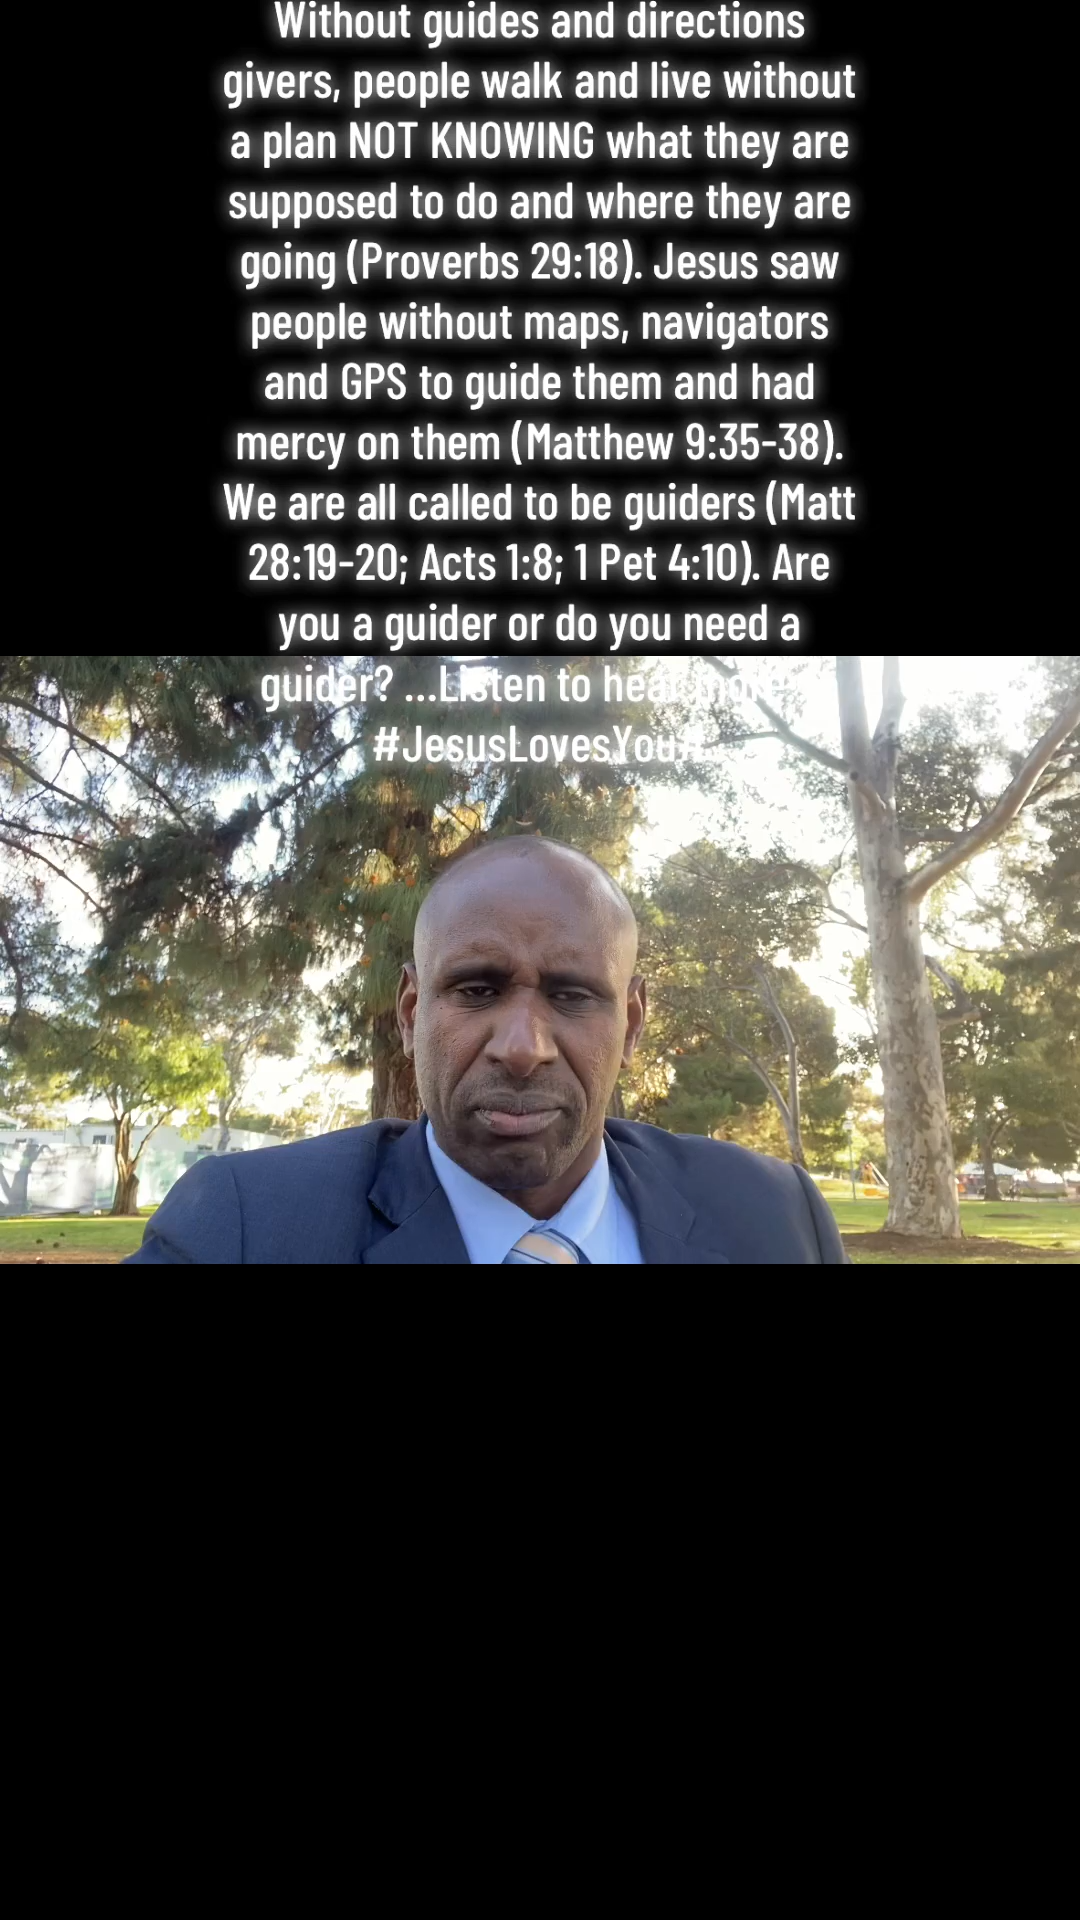 Without guides and directions
givers, people walk and live without
a plan NOT KNOWING what they are
supposed to do and where they are
going (Proverbs 29:18). Jesus saw
people without maps, navigators
and GPS to guide them and had
mercy on them (Matthew 9:35-38).
We are all called to be guiders (Matt
28:19-20; Acts 1:8; 1 Pet 4:10). Are
you a guider or do you need a
guider? ...Listen to hear more
#JesusLovesYou#